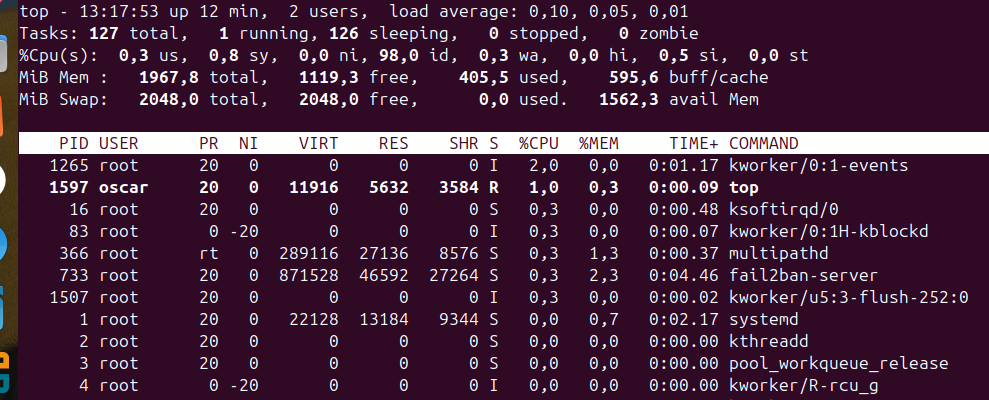 top - 13:17:53 up 12 min,  2 users,  load average: 0,10, 0,05, 0,01
Tasks: 127 total,   1 running, 126 sleeping,   0 stopped,   0 zombie
%Cpu(s):  0,3 us,  0,8 sy,  0,0 ni, 98,0 id,  0,3 wa,  0,0 hi,  0,5 si,  0,0 st
MiB Mem :   1967,8 total,   1119,3 free,    405,5 used,    595,6 buff/cache
MiB Swap:   2048,0 total,   2048,0 free,      0,0 used.   1562,3 avail Mem
    PID USER      PR  NI    VIRT    RES    SHR S  %CPU  %MEM     TIME+ COMMAND
   1265 root      20   0       0      0      0 I   2,0   0,0   0:01.17 kworker/0:1-events
   1597 oscar     20   0   11916   5632   3584 R   1,0   0,3   0:00.09 top
     16 root      20   0       0      0      0 S   0,3   0,0   0:00.48 ksoftirqd/0
     83 root       0 -20       0      0      0 I   0,3   0,0   0:00.07 kworker/0:1H-kblockd
    366 root      rt   0  289116  27136   8576 S   0,3   1,3   0:00.37 multipathd
    733 root      20   0  871528  46592  27264 S   0,3   2,3   0:04.46 fail2ban-server
   1507 root      20   0       0      0      0 I   0,3   0,0   0:00.02 kworker/u5:3-flush-252:0
      1 root      20   0   22128  13184   9344 S   0,0   0,7   0:02.17 systemd
      2 root      20   0       0      0      0 S   0,0   0,0   0:00.00 kthreadd
      3 root      20   0       0      0      0 S   0,0   0,0   0:00.00 pool_workqueue_release
      4 root       0 -20       0      0      0 I   0,0   0,0   0:00.00 kworker/R-rcu_g